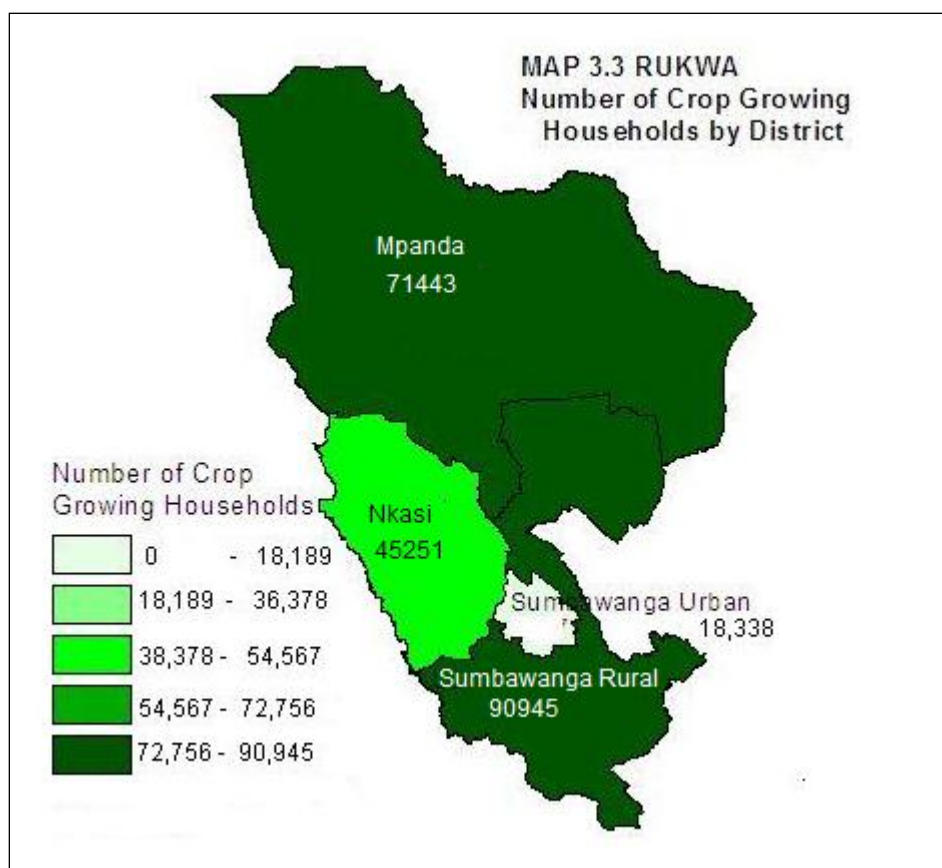 MAP 3.3 RUKWA
Number of Crop Growing
Households by District
Mpanda
71443
Number of Crop
Growing Households
0 - 18,189
18,189 - 36,378
38,378 - 54,567
54,567 - 72,756
72,756 - 90,945
Nkasi
45251
Sumbawanga Urban
18,338
Sumbawanga Rural
90945